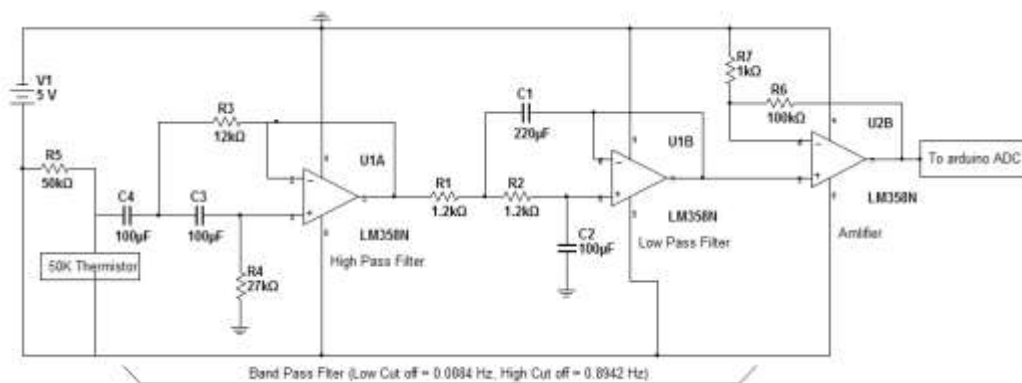 V1
5 V
R5
50kΩ
C4
100µF
50K Thermistor
R3
12kΩ
C3
100µF
R4
27kΩ
U1A
LM358N
High Pass Filter
R1
1.2kΩ
C1
220µF
R2
1.2kΩ
C2
100µF
U1B
LM358N
Low Pass Filter
R7
1kΩ
R6
100kΩ
U2B
LM358N
Amlifier
To arduino ADC
Band Pass Flter (Low Cut off = 0.0084 Hz, High Cut off = 0.8942 Hz)